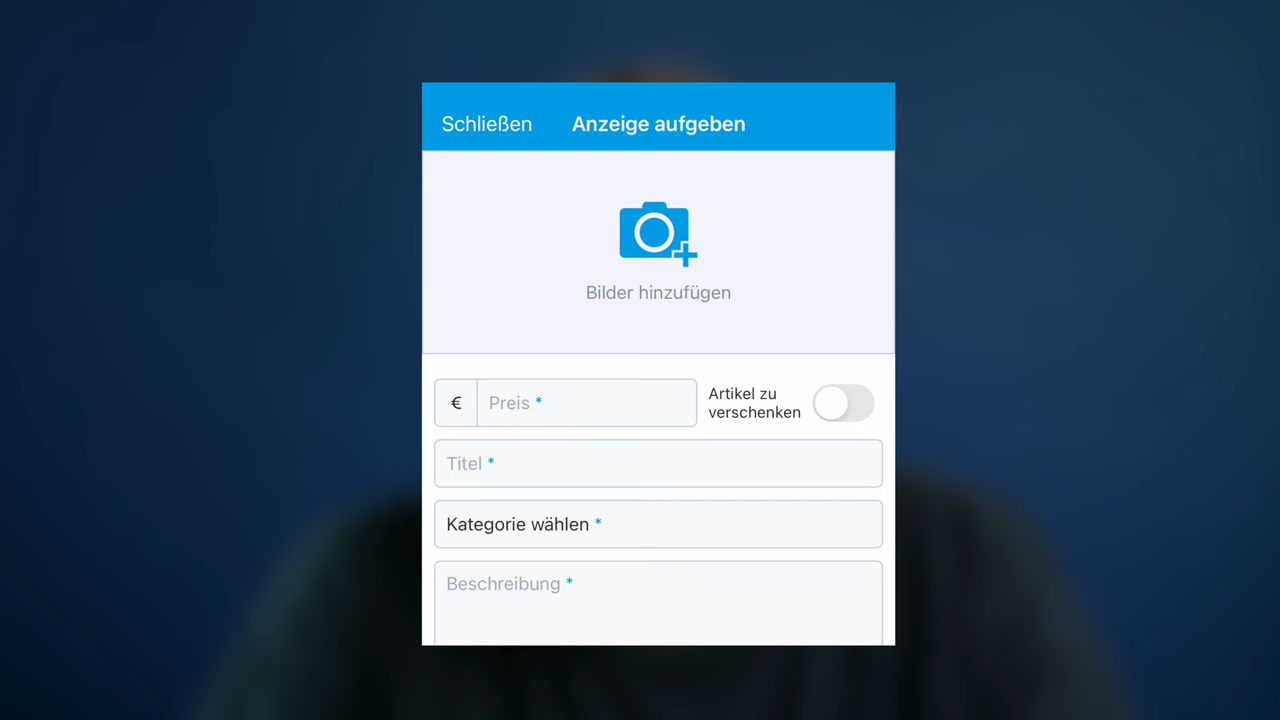 Schließen Anzeige aufgeben
Bilder hinzufügen
€ Preis *
Artikel zu
verschenken
Titel *
Kategorie wählen *
Beschreibung *